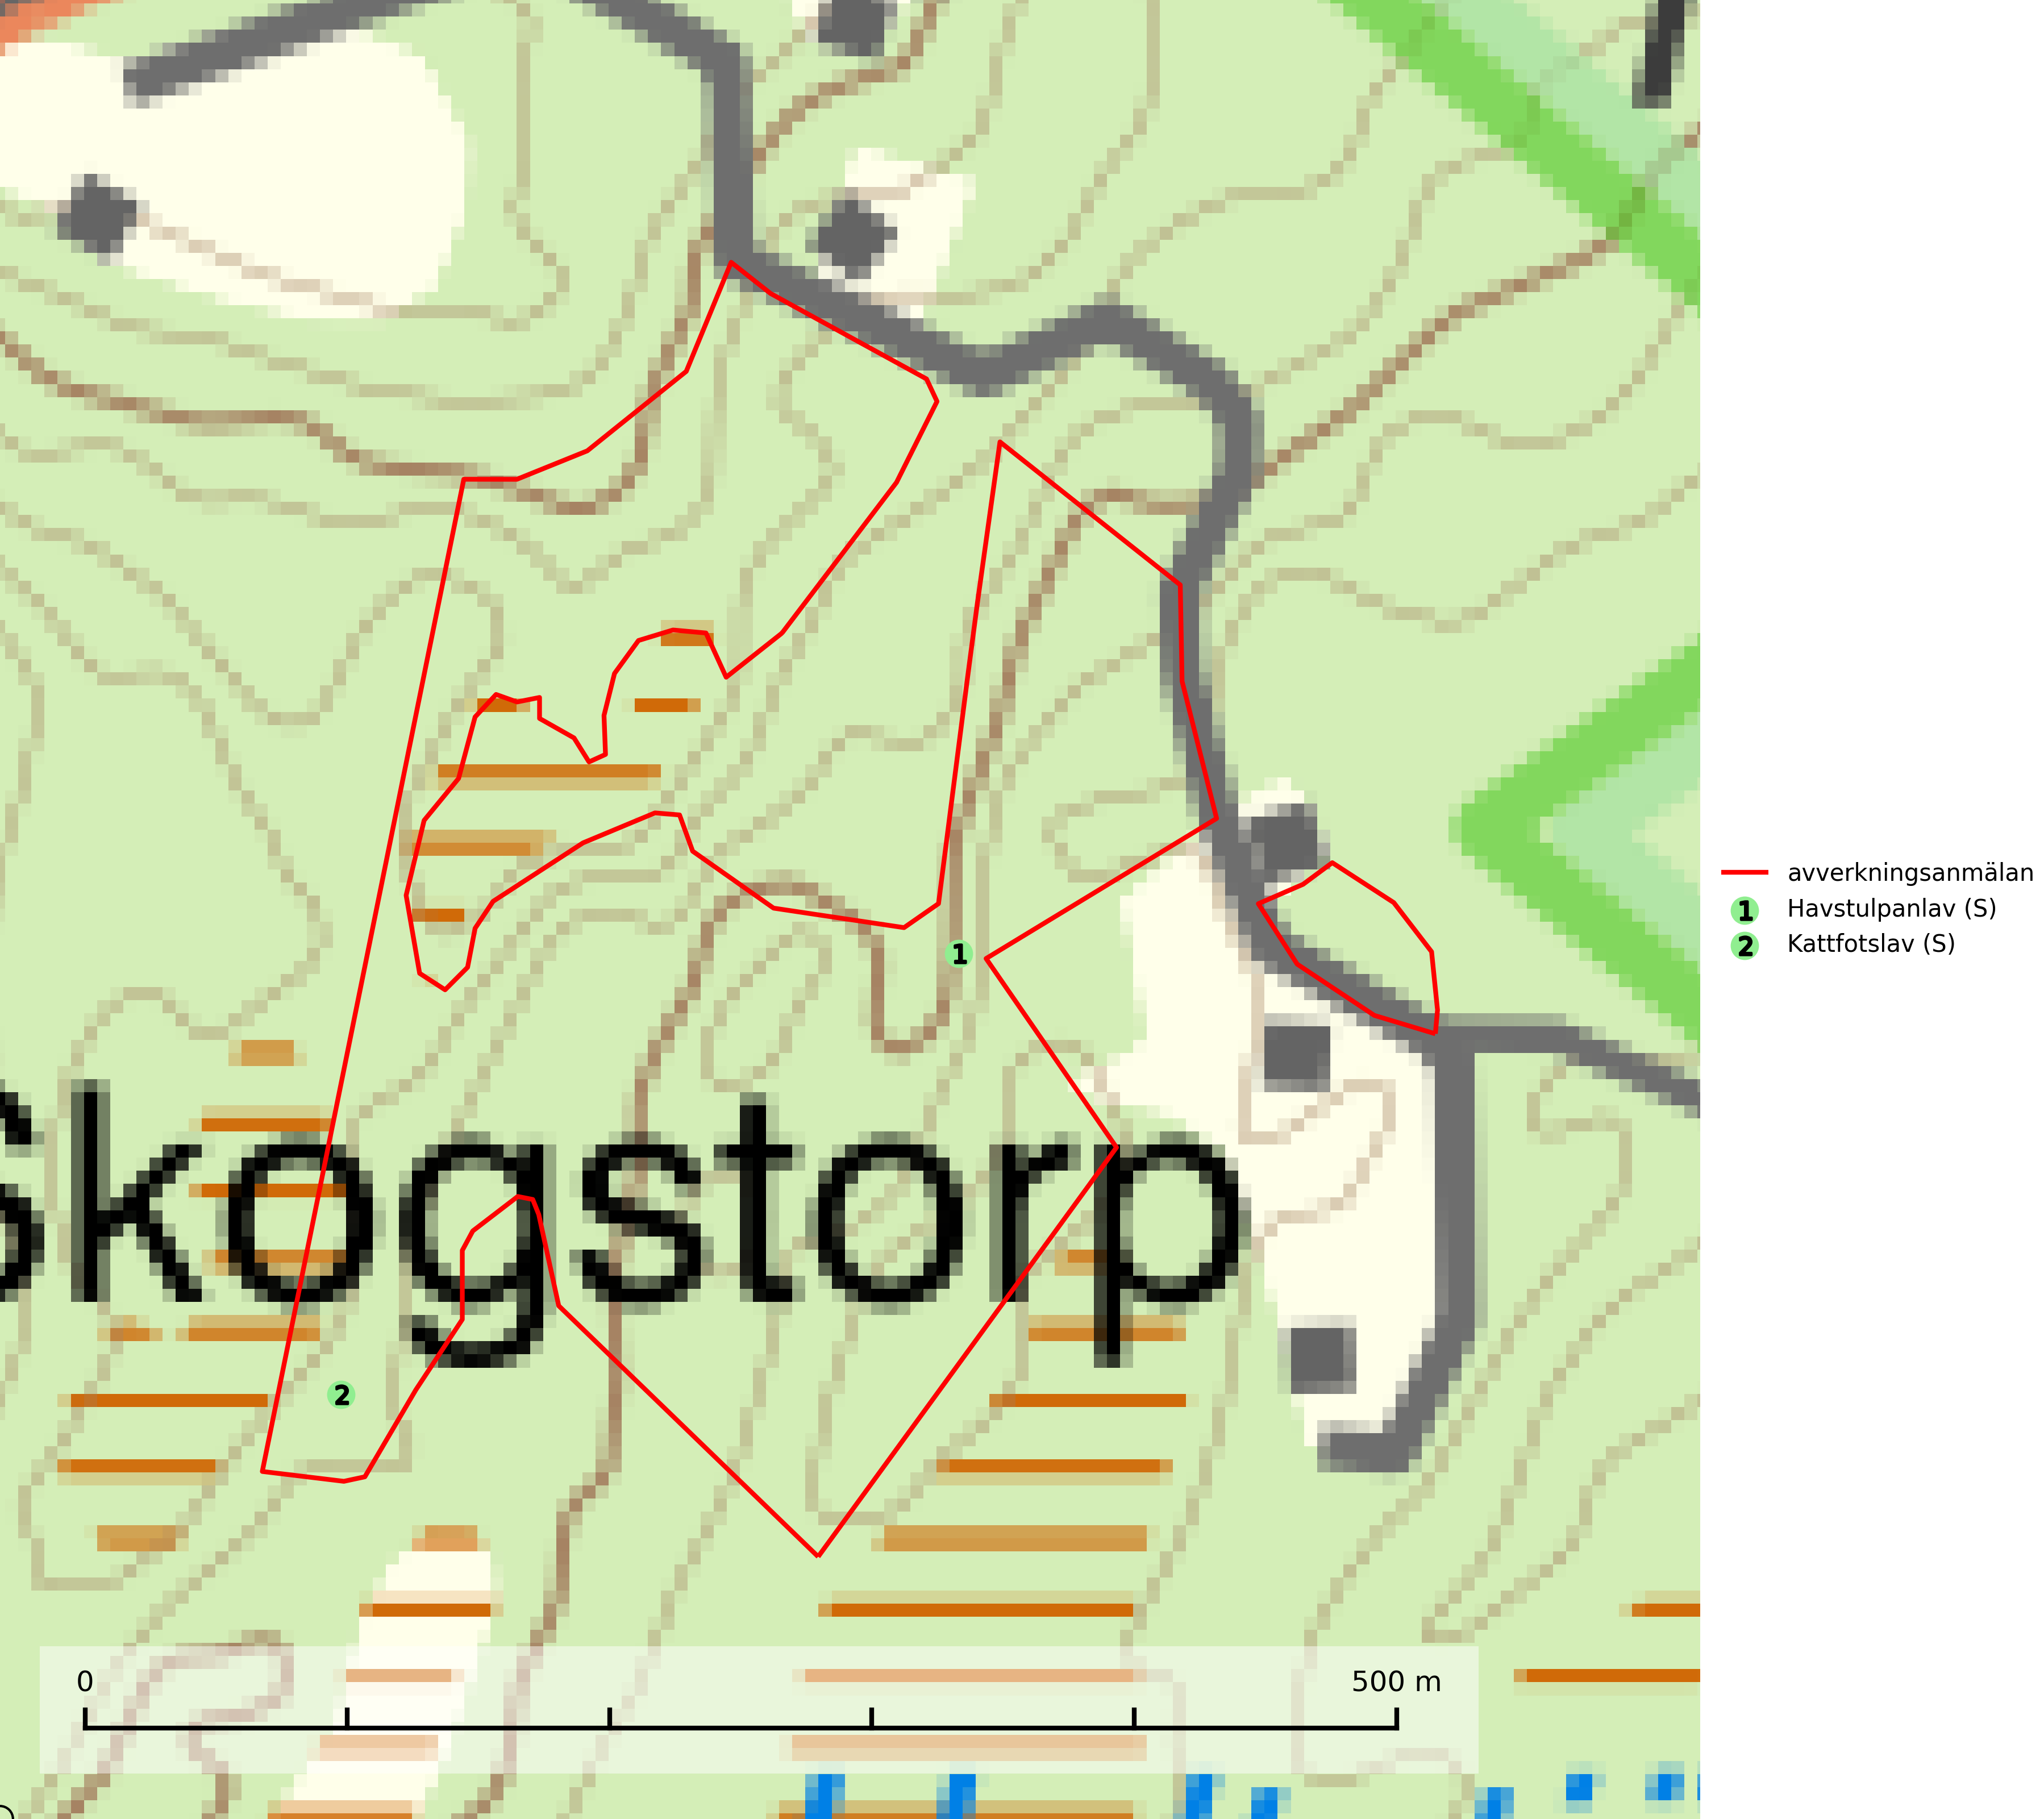 avverkningsanmälan
1 Havstulpanlav (S)
2 Kattfotslav (S)
1
Skogstorp
2
0 500 m